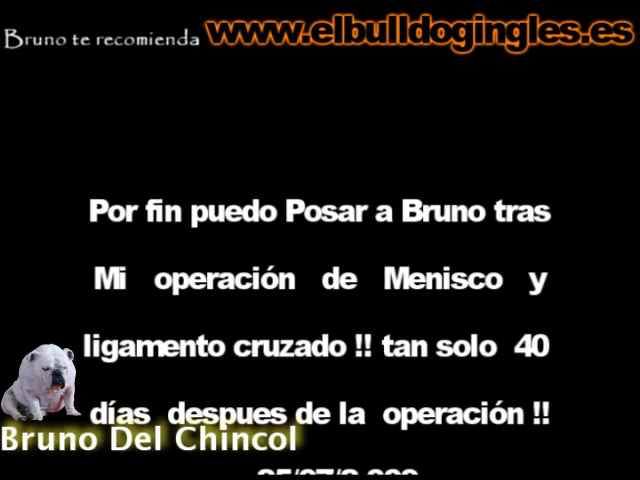 Bruno te recomienda www.elbulldogingles.es
Por fin puedo Posar a Bruno tras
Mi operación de Menisco y
ligamento cruzado !! tan solo 40
días despues de la operación !!
Bruno Del Chincol